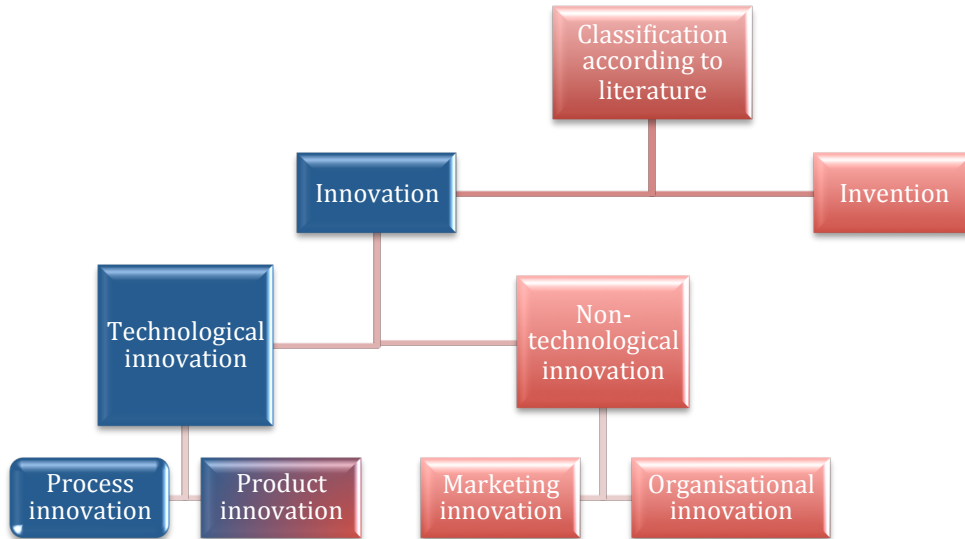 Classification
according to
literature
Innovation
Invention
Technological
innovation
Non-
technological
innovation
Process
innovation
Product
innovation
Marketing
innovation
Organisational
innovation